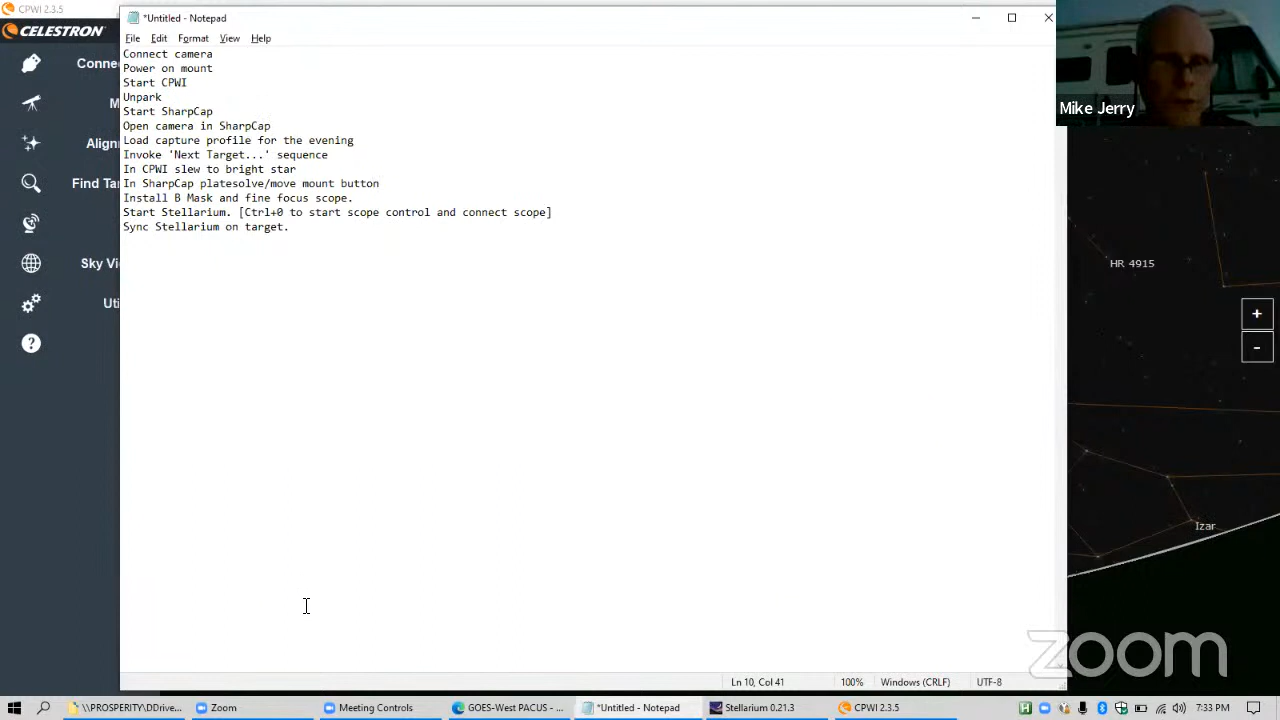 CPWI 2.3.5
*Untitled - Notepad
CELESTRON
File Edit Format View Help
Connect camera
Power on mount
Start CPWI
Unpark
Start SharpCap
Open camera in SharpCap
Load capture profile for the evening
Invoke 'Next Target...' sequence
In CPWI slew to bright star
In SharpCap platesolve/move mount button
Install B Mask and fine focus scope.
Start Stellarium. [Ctrl+0 to start scope control and connect scope]
Sync Stellarium on target.
Conne
M
Align
Find Ta
Sky Vi
Uti
Mike Jerry
HR 4915
+
-
Izar
zoom
Ln 10, Col 41 100% Windows (CRLF) UTF-8
\\PROSPERITY\DDrive... Zoom Meeting Controls GOES-West PACUS - ... *Untitled - Notepad Stellarium 0.21.3 CPWI 2.3.5 7:33 PM